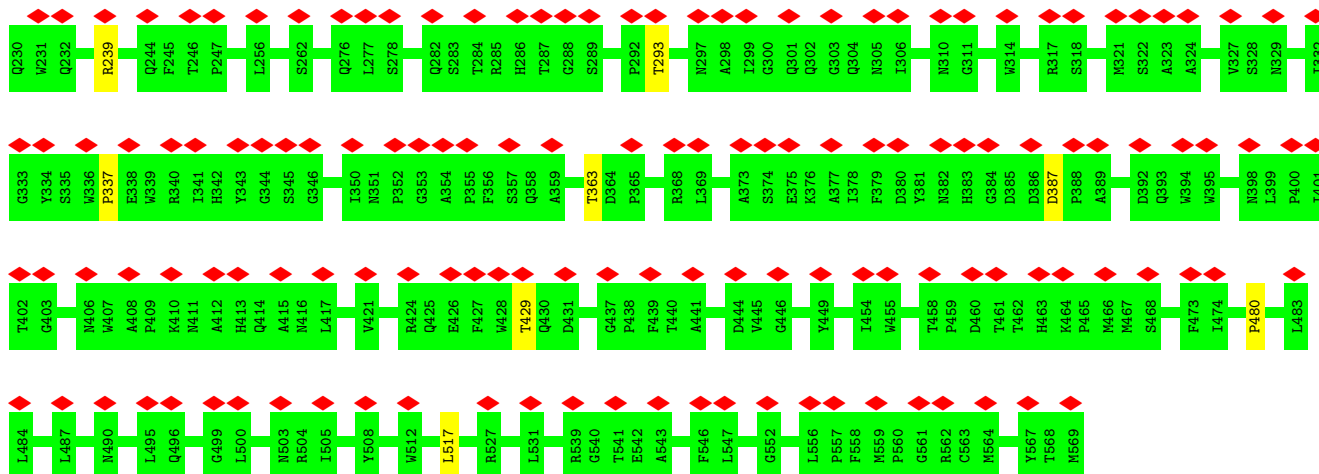 Q230 W231 Q232 R239 Q244 F245 T246 P247 L256 S262 Q276 L277 S278 Q282 S283 T284 R285 H286 T287 G288 S289 P292 T293 N297 A298 I299 G300 Q301 Q302 G303 Q304 N305 I306 N310 G311 W314 R317 S318 M321 S322 A323 A324 V327 S328 N329 I332
G333 Y334 S335 W336 P337 E338 W339 R340 I341 H342 Y343 G344 S345 G346 I350 N351 P352 G353 A354 P355 F356 S357 Q358 A359 T363 D364 P365 R368 L369 A373 S374 E375 K376 A377 I378 F379 D380 Y381 N382 H383 G384 D385 D386 D387 P388 A389 D392 Q393 W394 W395 N398 L399 P400 I401
T402 G403 N406 W407 A408 P409 K410 N411 A412 H413 Q414 A415 N416 L417 V421 R424 Q425 E426 F427 W428 T429 Q430 D431 G437 P438 F439 T440 A441 D444 V445 G446 Y449 I454 W455 T458 P459 D460 T461 T462 H463 K464 P465 M466 M467 S468 F473 I474 P480 L483
L484 L487 N490 L495 Q496 G499 L500 N503 R504 I505 Y508 W512 L517 R527 L531 R539 G540 T541 E542 A543 F546 L547 G552 L556 P557 F558 M559 P560 G561 R562 C563 M564 Y567 T568 M569